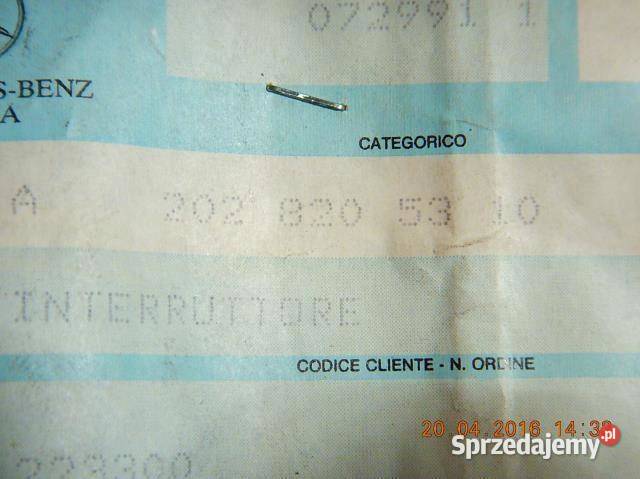 072991 1
S-BENZ
A
CATEGORICO
A 202 820 53 10
INTERRUTTORE
CODICE CLIENTE - N. ORDINE
20.04.2016 14:38
Sprzedajemy.pl
223300